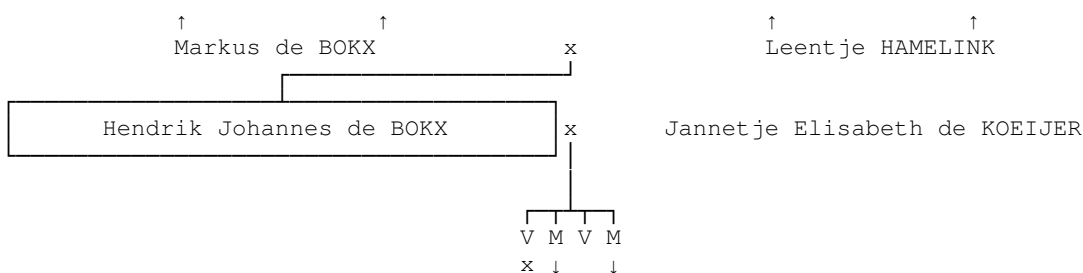 ↑ ↑ ↑ ↑
Markus de BOKX x Leentje HAMELINK
Hendrik Johannes de BOKX x Jannetje Elisabeth de KOEIJER
V M V M
x ↓ ↓